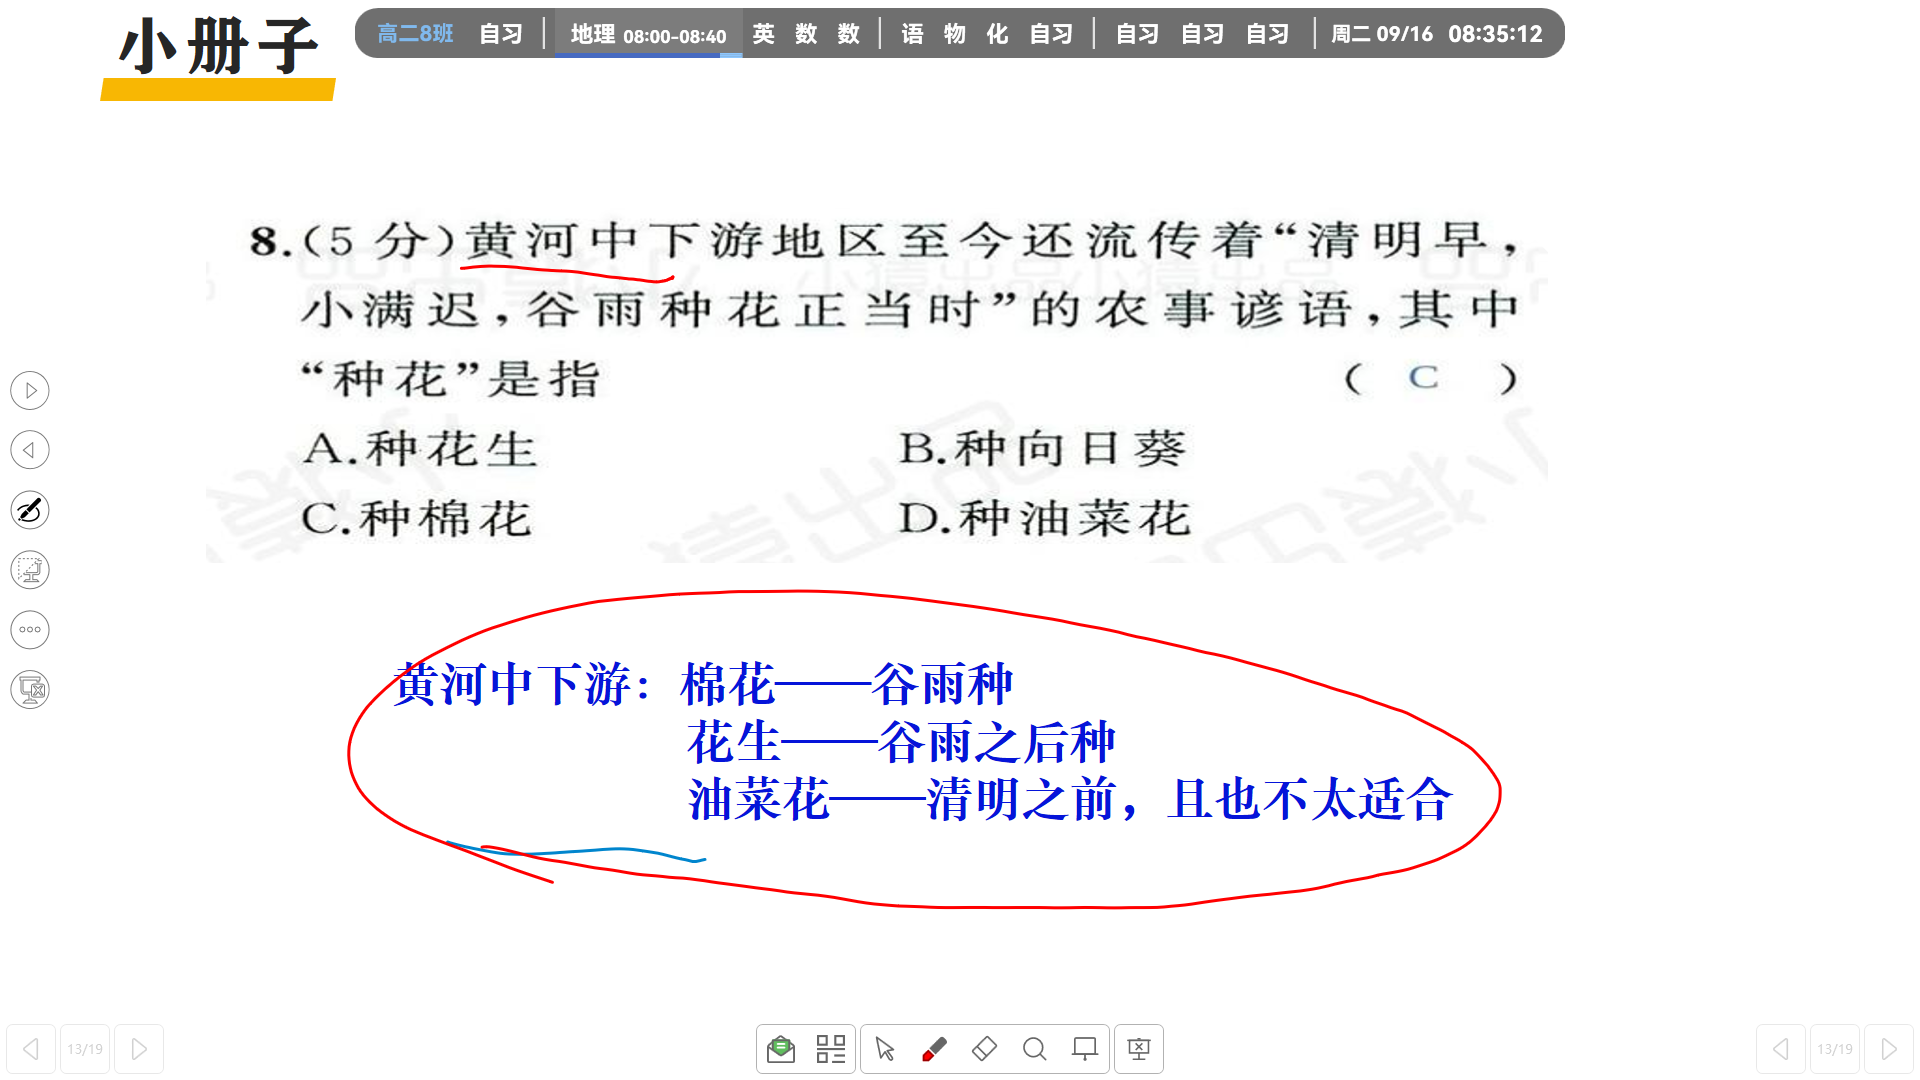 小册子
高二8班 自习 地理 08:00-08:40 英 数 数 语 物 化 自习 自习 自习 自习 周二 09/16 08:35:12
8.(5 分)黄河中下游地区至今还流传着“清明早,
小满迟,谷雨种花正当时”的农事谚语,其中
“种花”是指 ( C )
A.种花生 B.种向日葵
C.种棉花 D.种油菜花
黄河中下游：棉花——谷雨种
花生——谷雨之后种
油菜花——清明之前，且也不太适合
13/19 13/19